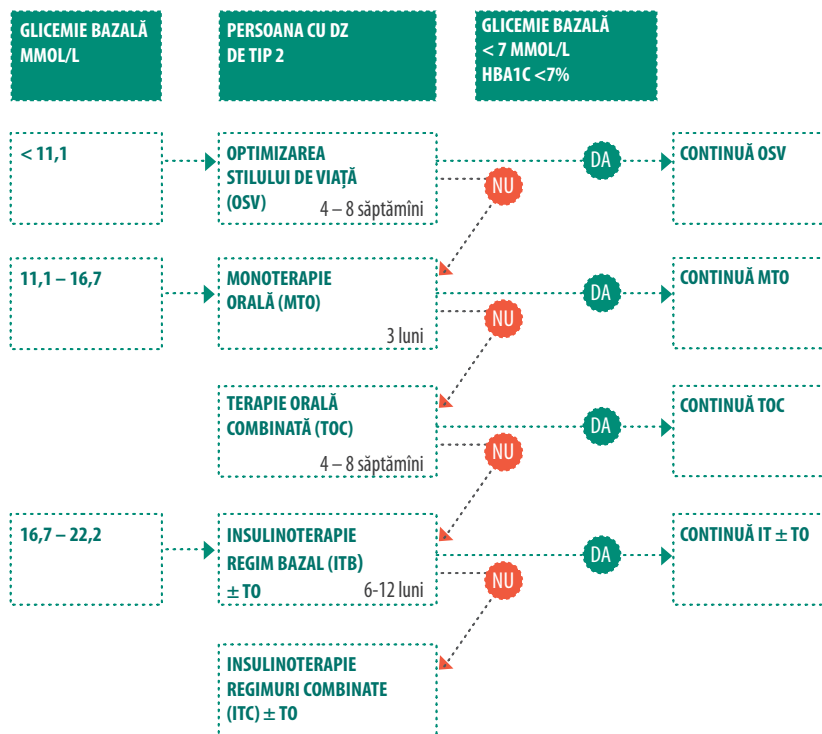 GLICEMIE BAZALĂ
MMOL/L
PERSOANA CU DZ
DE TIP 2
GLICEMIE BAZALĂ
< 7 MMOL/L
HBA1C <7%
< 11,1
OPTIMIZAREA
STILULUI DE VIAȚĂ
(OSV)
4 – 8 săptămîni
DA
NU
CONTINUĂ OSV
11,1 – 16,7
MONOTERAPIE
ORALĂ (MTO)
3 luni
DA
NU
CONTINUĂ MTO
TERAPIE ORALĂ
COMBINATĂ (TOC)
4 – 8 săptămîni
DA
NU
CONTINUĂ TOC
16,7 – 22,2
INSULINOTERAPIE
REGIM BAZAL (ITB)
± TO
6-12 luni
DA
NU
CONTINUĂ IT ± TO
INSULINOTERAPIE
REGIMURI COMBINATE
(ITC) ± TO